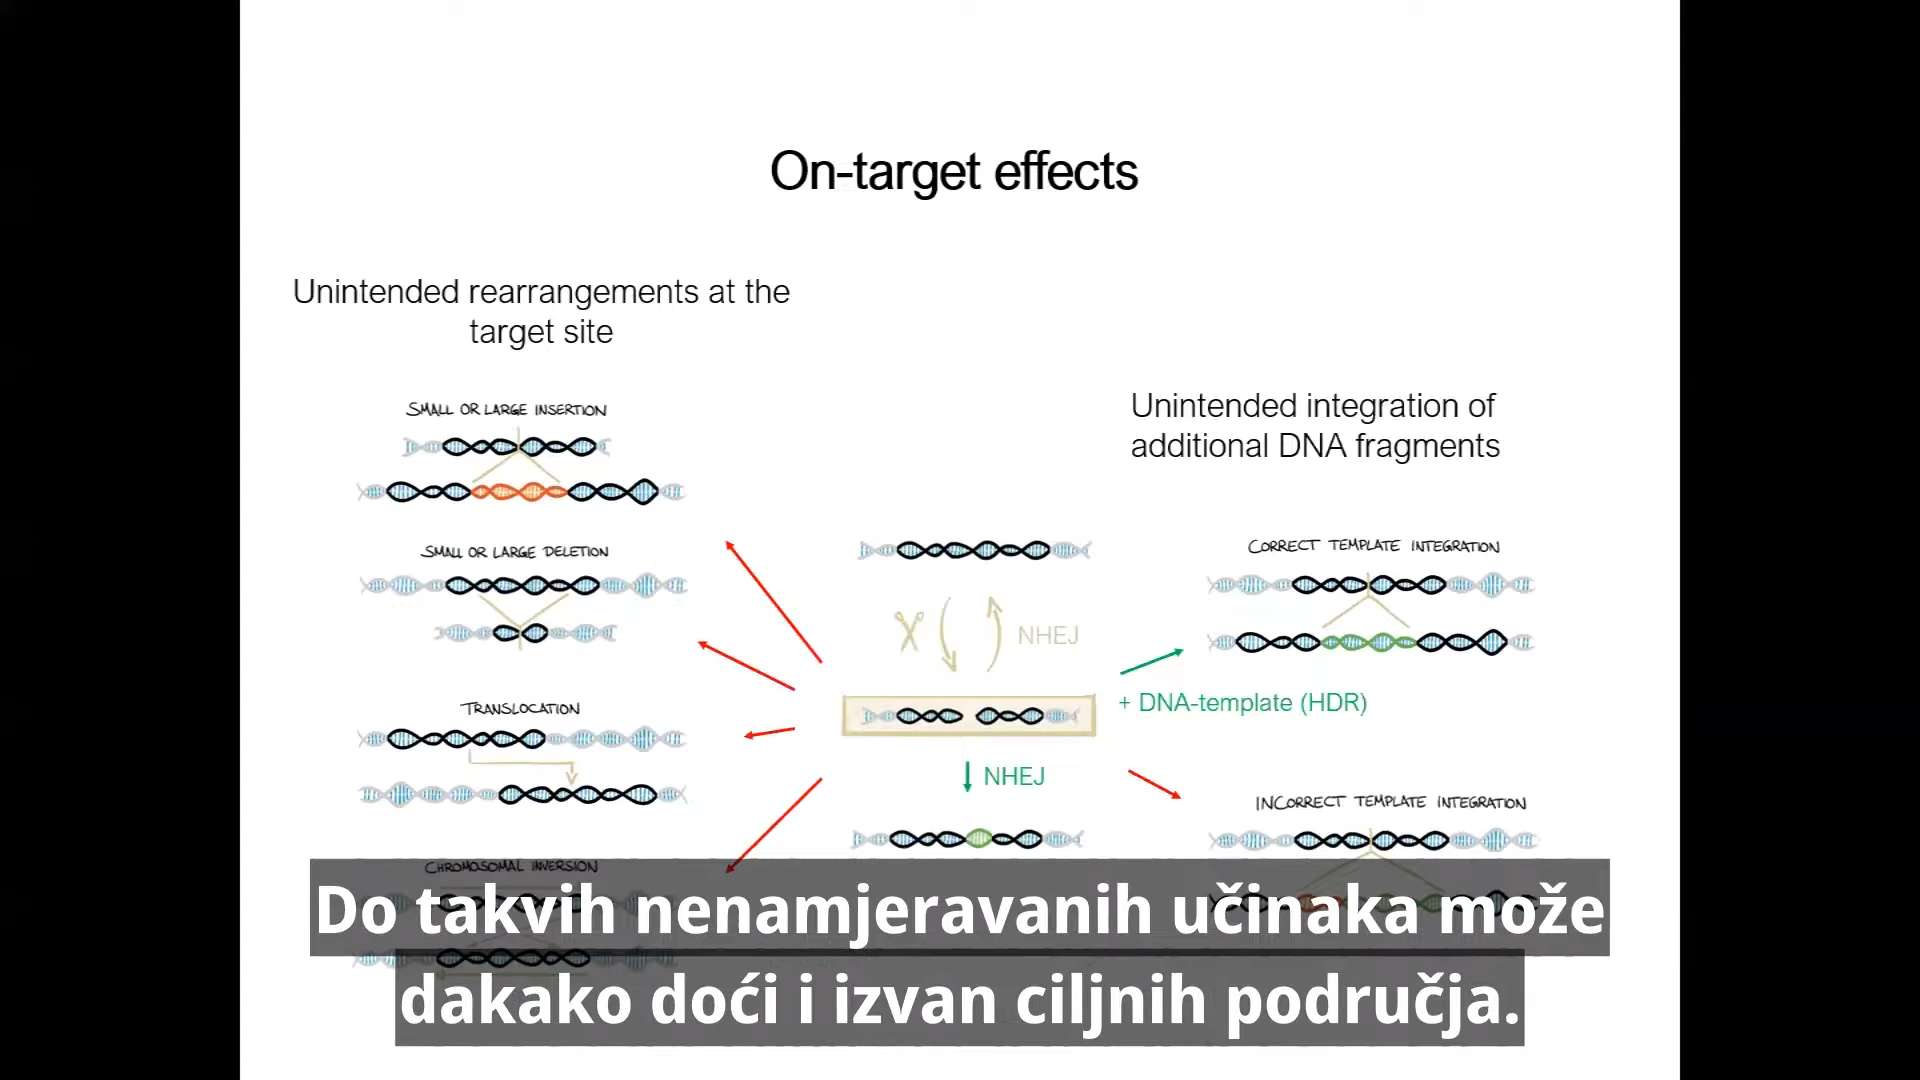 On-target effects
Unintended rearrangements at the
target site
SMALL OR LARGE INSERTION
SMALL OR LARGE DELETION
TRANSLOCATION
CHROMOSOMAL INVERSION
NHEJ
NHEJ
Unintended integration of
additional DNA fragments
CORRECT TEMPLATE INTEGRATION
+ DNA-template (HDR)
INCORRECT TEMPLATE INTEGRATION
Do takvih nenamjeravanih učinaka može
dakako doći i izvan ciljnih područja.